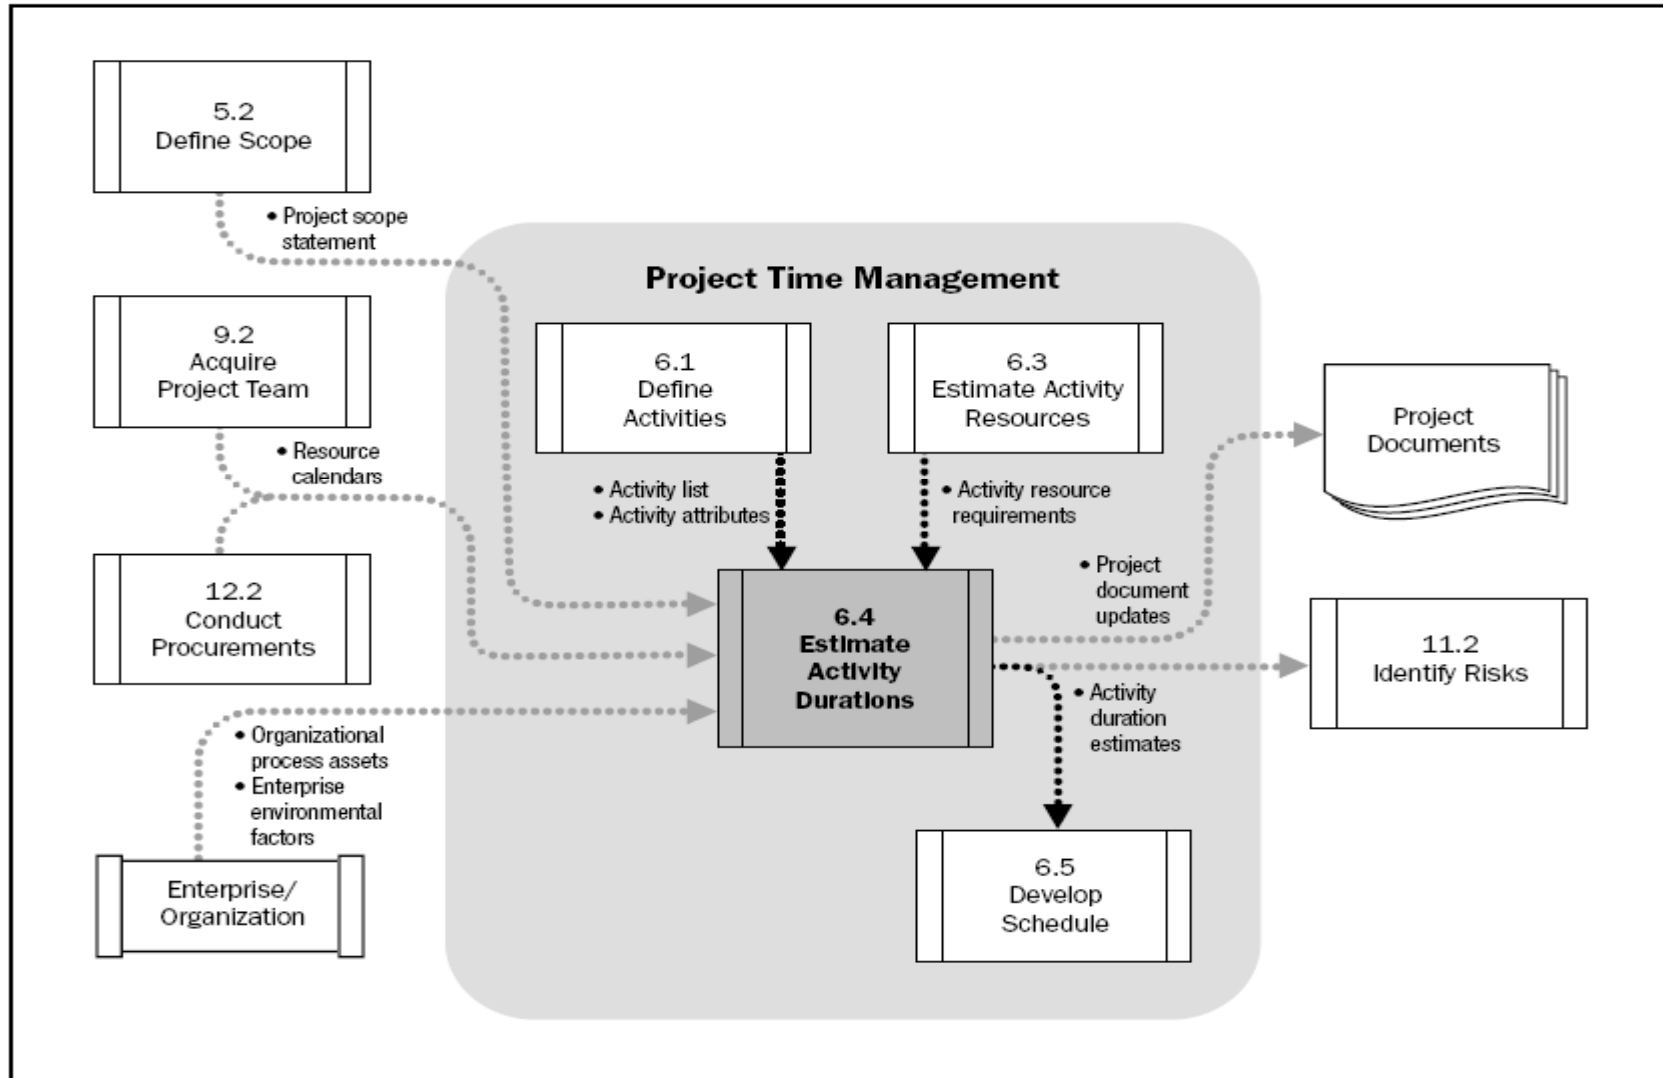 5.2
Define Scope
• Project scope
statement
Project Time Management
9.2
Acquire
Project Team
6.1
Define
Activities
6.3
Estimate Activity
Resources
Project
Documents
• Resource
calendars
• Activity list
• Activity attributes
• Activity resource
requirements
12.2
Conduct
Procurements
6.4
Estimate
Activity
Durations
• Project
document
updates
11.2
Identify Risks
• Activity
duration
estimates
• Organizational
process assets
• Enterprise
environmental
factors
Enterprise/
Organization
6.5
Develop
Schedule